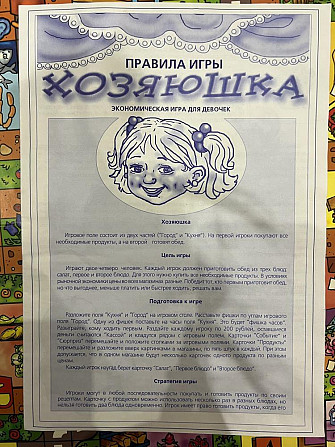 ПРАВИЛА ИГРЫ
ХОЗЯЮШКА
ЭКОНОМИЧЕСКАЯ ИГРА ДЛЯ ДЕВОЧЕК
Хозяюшка
Игровое поле состоит из двух частей ("Город" и "Кухня"). На первой игроки покупают все
необходимые продукты, а на второй готовят обед.
Цель игры
Играют двое-четверо человек. Каждый игрок должен приготовить обед из трех блюд:
салат, первое и второе блюдо. Для этого нужно купить все необходимые продукты. В условиях
рыночной экономики цены во всех магазинах разные. Победит тот, кто первым приготовит обед,
но что выгоднее, меньше платить или быстрее ходить, решать вам.
Подготовка к игре
Разложите поля "Кухня" и "Город" на игровом столе. Расставьте фишки по углам игрового
поля "Город". Одну из фишек поставьте на часы поля "Кухня". Это будет "фишка часов".
Разыграйте, кому ходить первым. Раздайте каждому игроку по 200 рублей, оставшиеся
деньги становятся "Кассой" и кладутся рядом с игровым полем. Карточки "Событие" и
"Сюрприз" перемешайте и положите стопками на игровыми полями. Карточки "Продукты"
перемешайте и разложите вверх картинками в магазины, по пять штук в каждый. При этом
допускается, что в одном магазине будут несколько карточек одного продукта по разным
ценам.
Каждый игрок наугад берет карточку "Салат", "Первое блюдо" и "Второе блюдо".
Стратегия игры
Игроки могут в любой последовательности покупать и готовить продукты по своим
рецептам. Карточку с продуктом можно использовать несколько раз в разных блюдах, но
нельзя готовить два блюда одновременно. Игрок имеет право готовить продукты, когда его